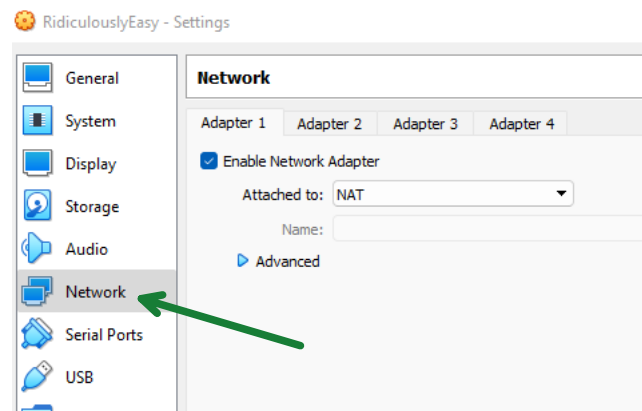 RidiculouslyEasy - Settings
General
System
Display
Storage
Audio
Network
Serial Ports
USB
Network
Adapter 1 Adapter 2 Adapter 3 Adapter 4
Enable Network Adapter
Attached to: NAT
Name:
Advanced